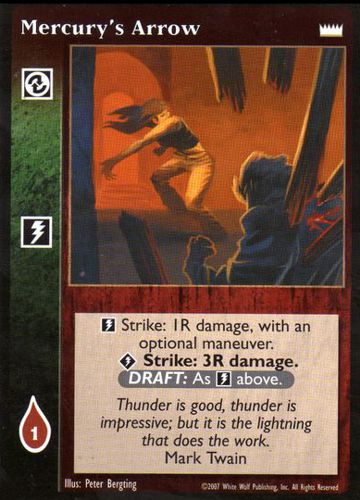 Mercury's Arrow
Strike: 1R damage, with an
optional maneuver.
Strike: 3R damage.
DRAFT: As above.
Thunder is good, thunder is
impressive; but it is the lightning
that does the work.
Mark Twain
1
Illus: Peter Bergting
©2007 White Wolf Publishing, Inc. All Rights Reserved